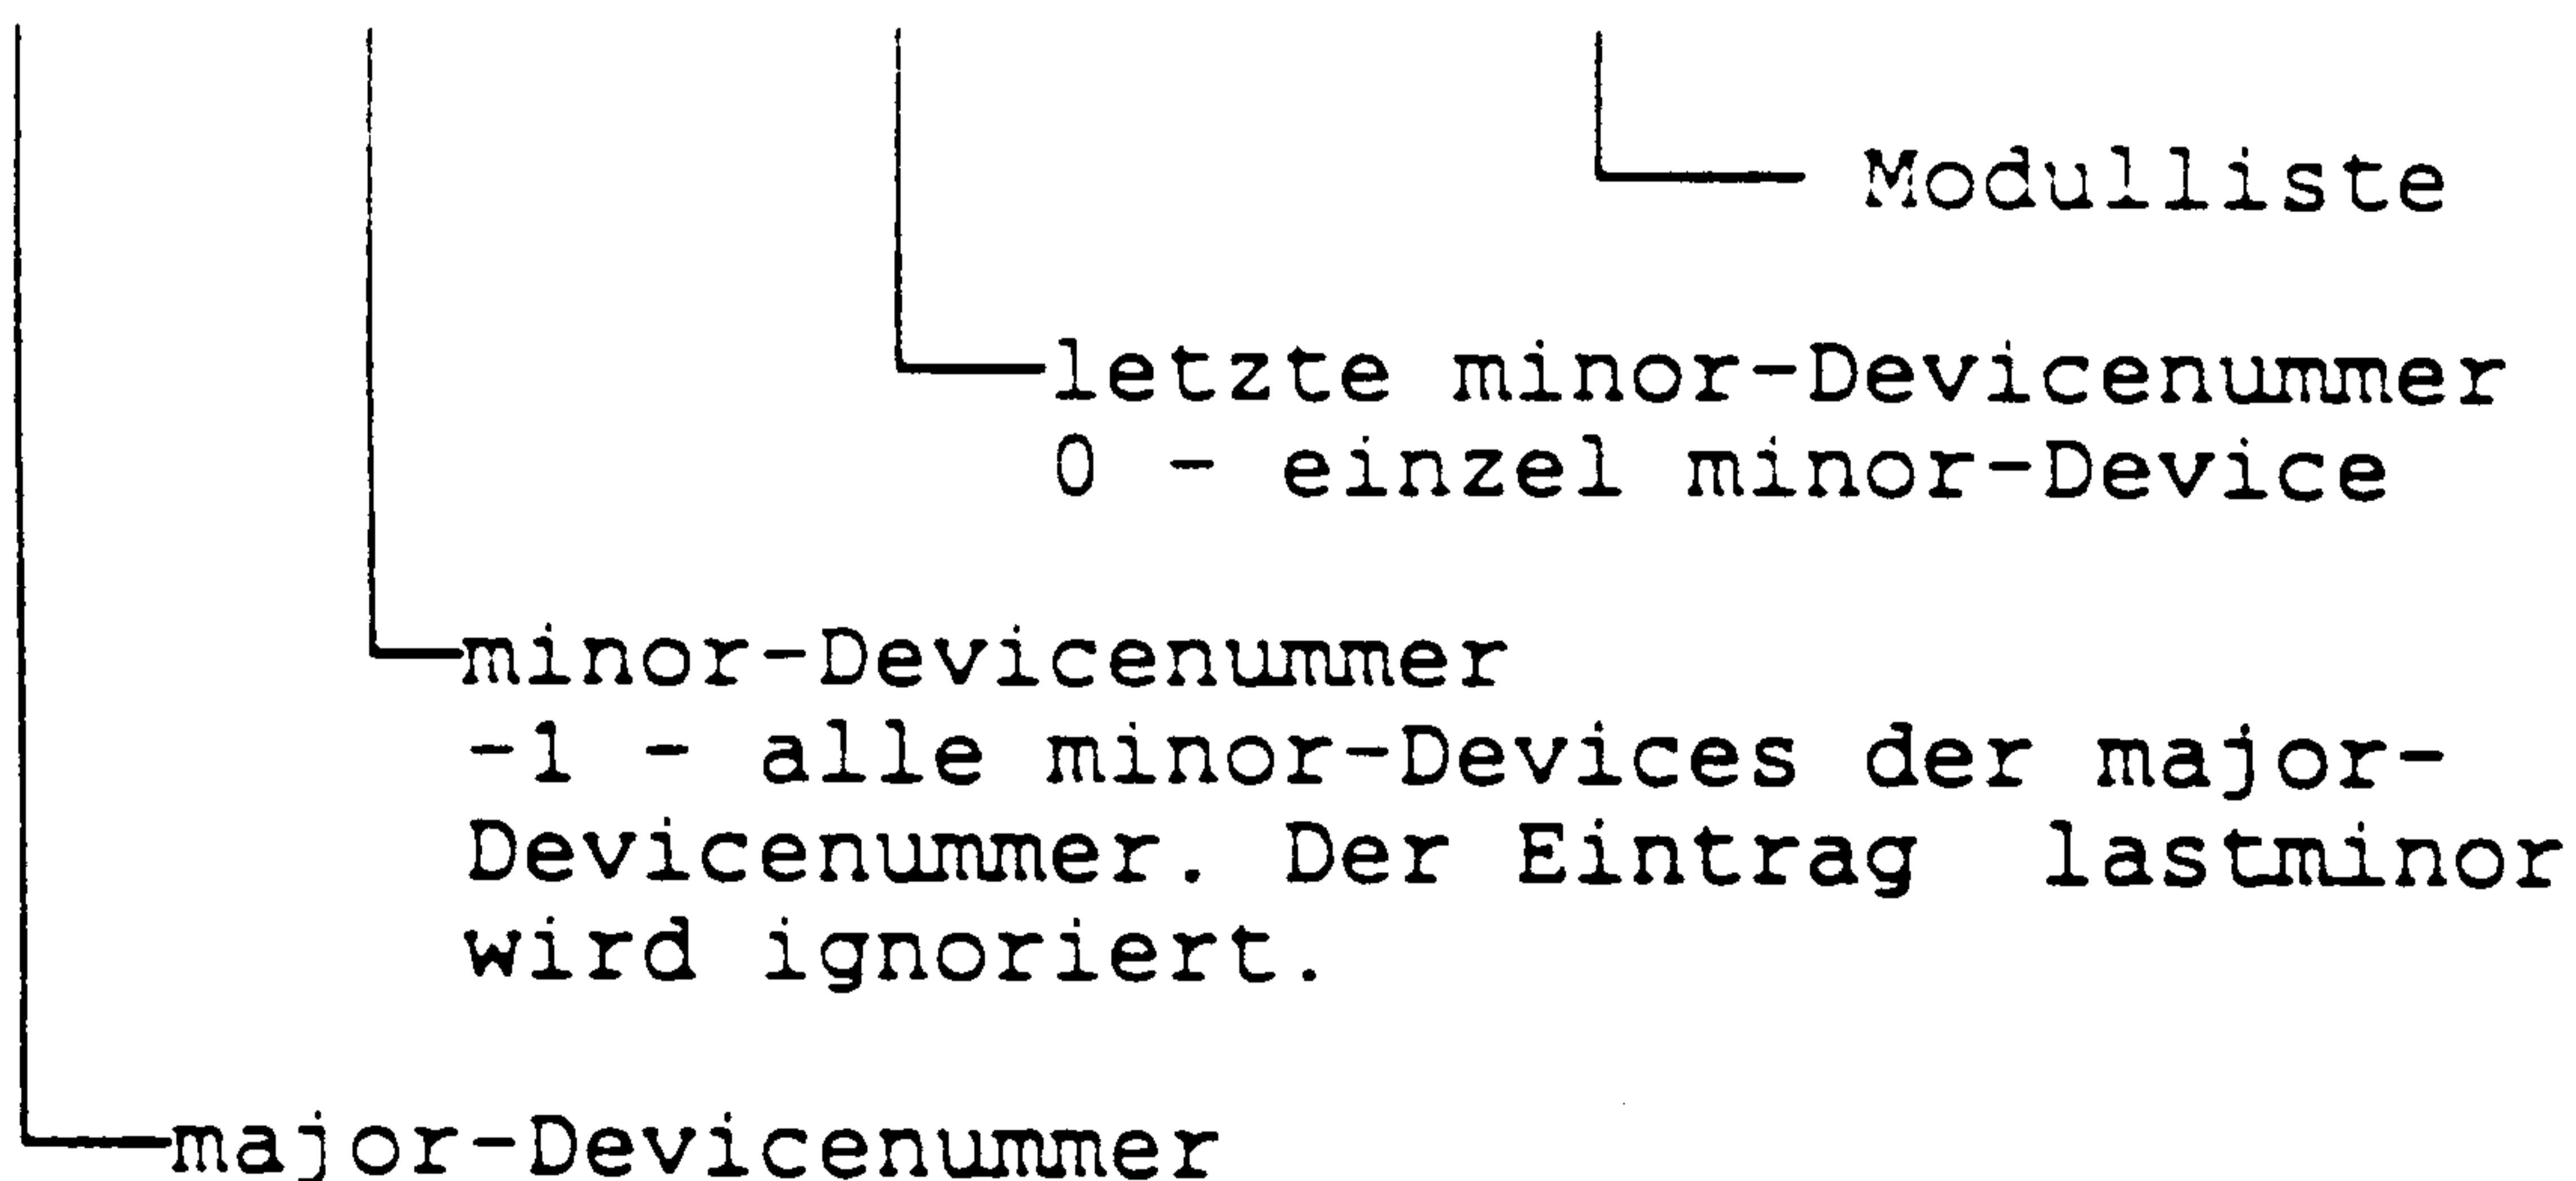 Modulliste
letzte minor-Devicenummer
0 - einzel minor-Device
minor-Devicenummer
-1 - alle minor-Devices der major-
Devicenummer. Der Eintrag lastminor
wird ignoriert.
major-Devicenummer